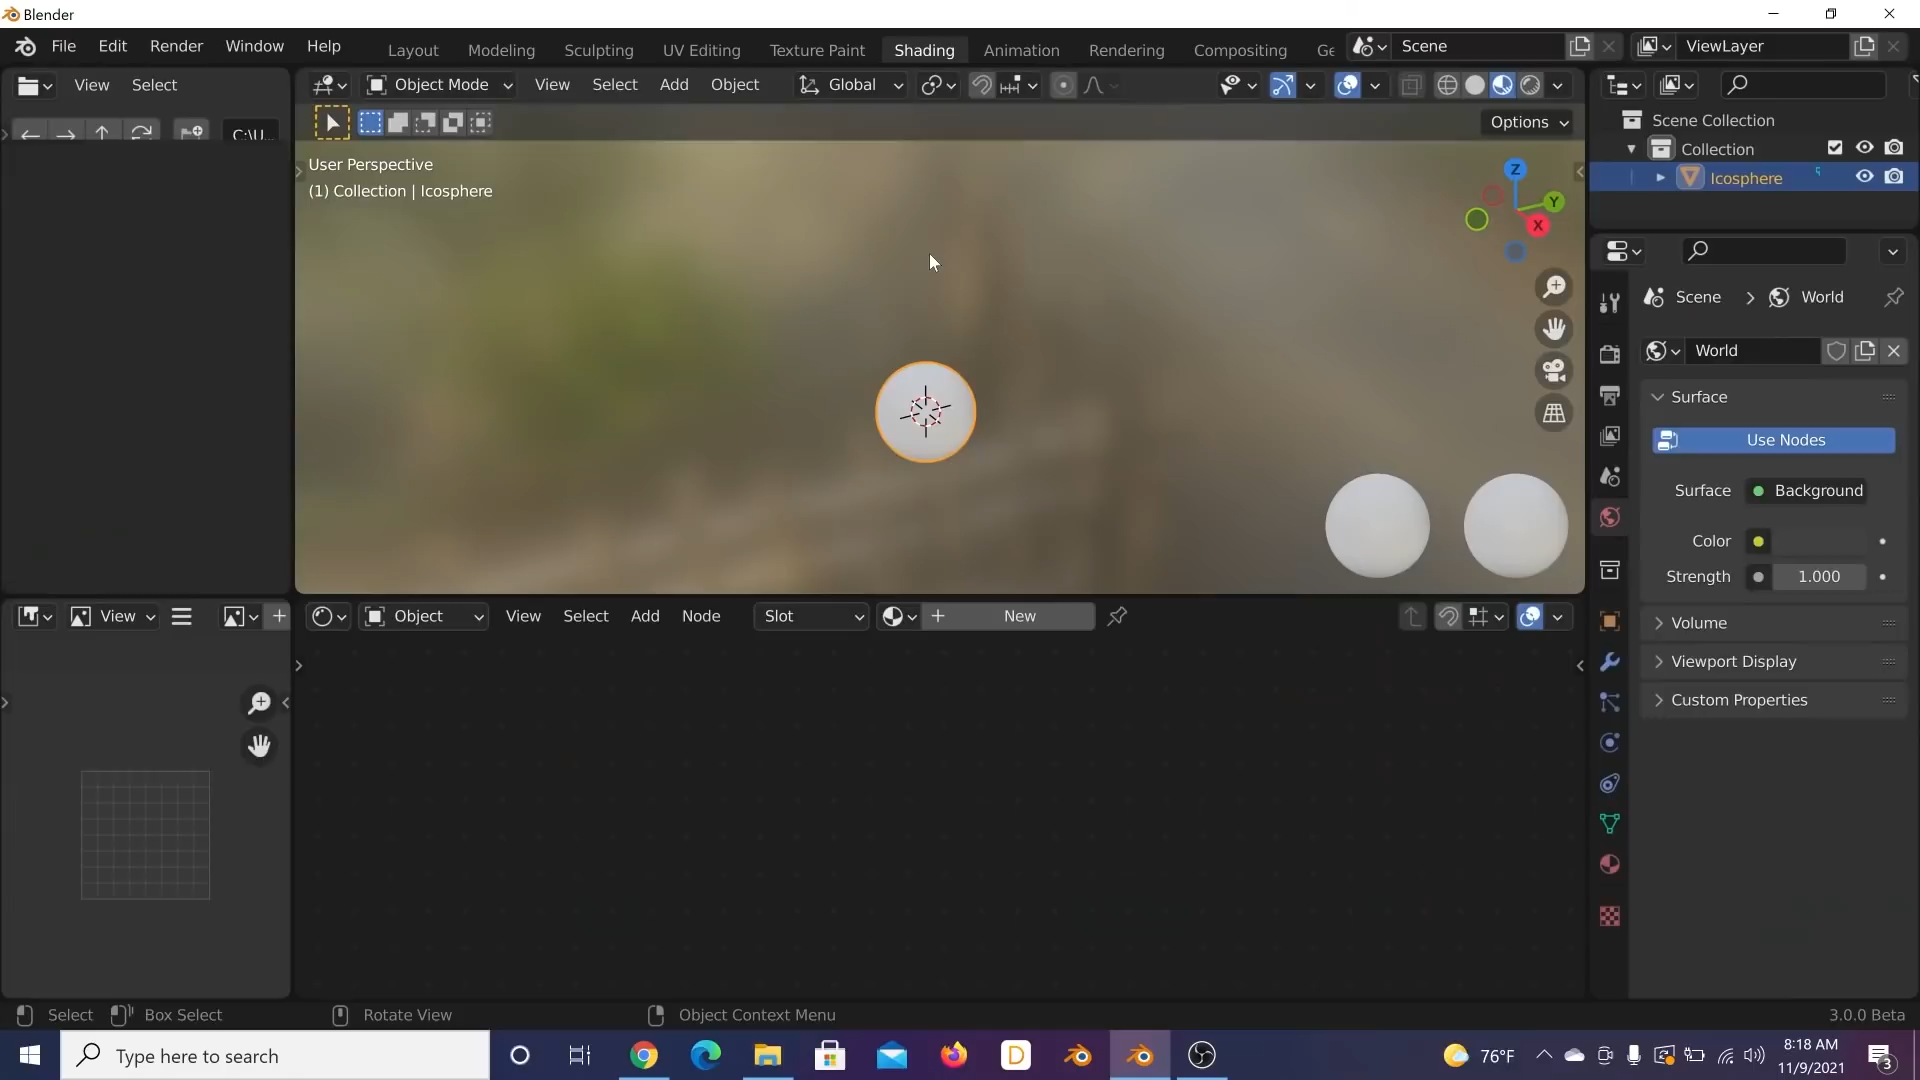 Blender
File Edit Render Window Help
Layout Modeling Sculpting UV Editing Texture Paint Shading Animation Rendering Compositing Ge
Scene
ViewLayer
View Select
Object Mode View Select Add Object Global
C:\U...
Options
User Perspective
(1) Collection | Icosphere
Z
Y
X
Scene Collection
Collection
Icosphere
Scene > World
World
Surface
Use Nodes
Surface Background
Color
Strength 1.000
Volume
Viewport Display
Custom Properties
View
Object View Select Add Node Slot New
Select Box Select Rotate View Object Context Menu 3.0.0 Beta
Type here to search
D
76°F
8:18 AM
11/9/2021
3